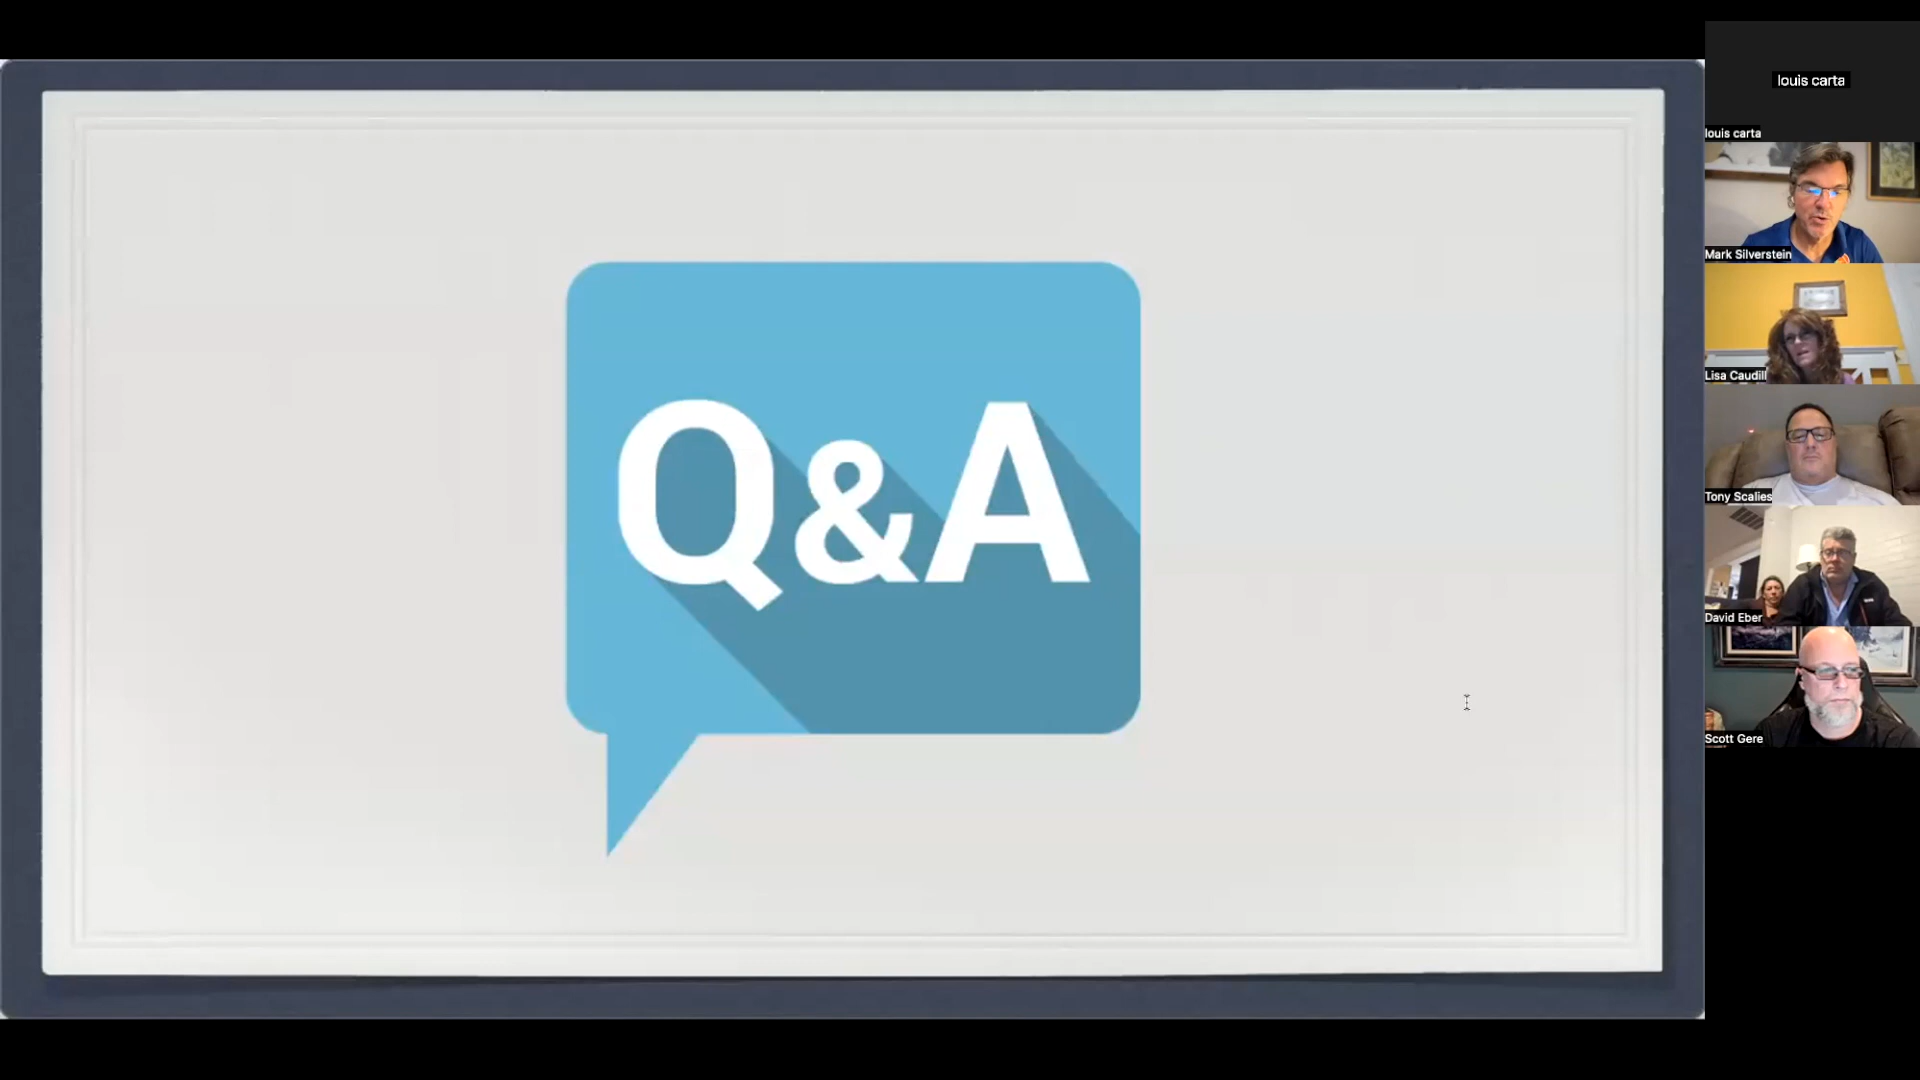 Q&A
louis carta
louis carta
Mark Silverstein
Lisa Caudill
Tony Scalies
David Eber
Scott Gere